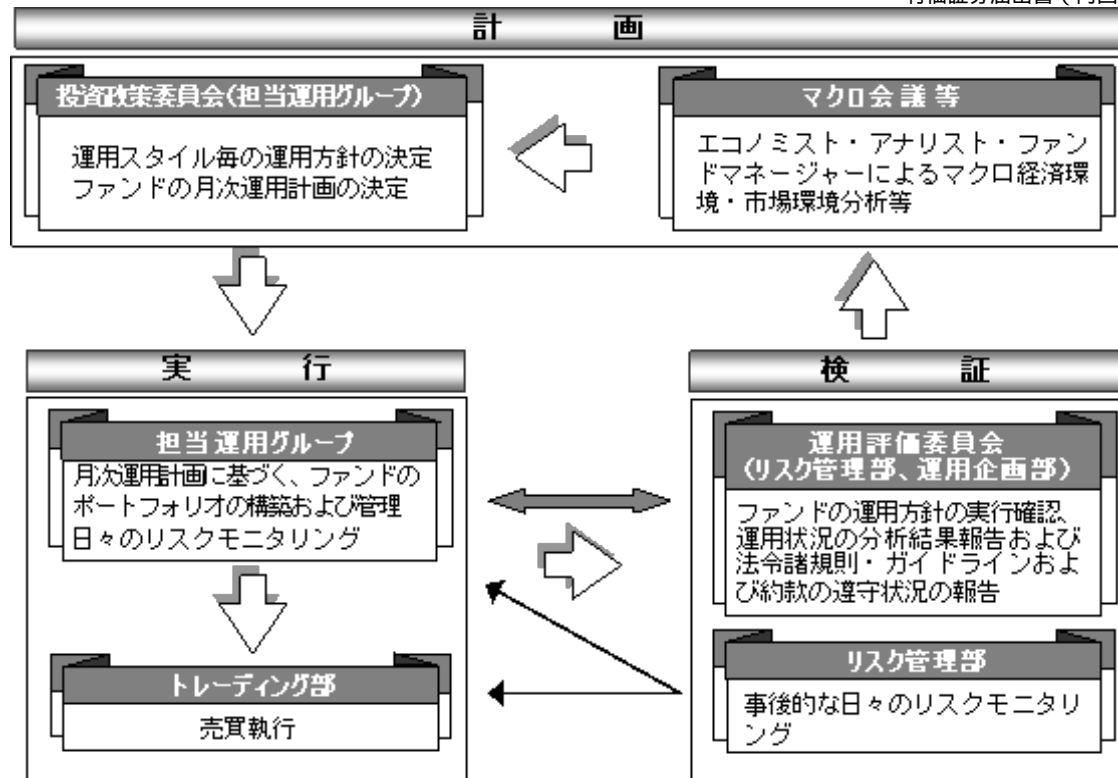 計 画
投資政策委員会(担当運用グループ)
運用スタイル毎の運用方針の決定
ファンドの月次運用計画の決定
マクロ会議等
エコノミスト・アナリスト・ファン
ドマネージャーによるマクロ経済環
境・市場環境分析等
実 行
担当運用グループ
月次運用計画に基づく、ファンドの
ポートフォリオの構築および管理
日々のリスクモニタリング
トレーディング部
売買執行
検 証
運用評価委員会
(リスク管理部、運用企画部)
ファンドの運用方針の実行確認、
運用状況の分析結果報告および
法令諸規則・ガイドラインおよ
び約款の遵守状況の報告
リスク管理部
事後的な日々のリスクモニタリ
ング